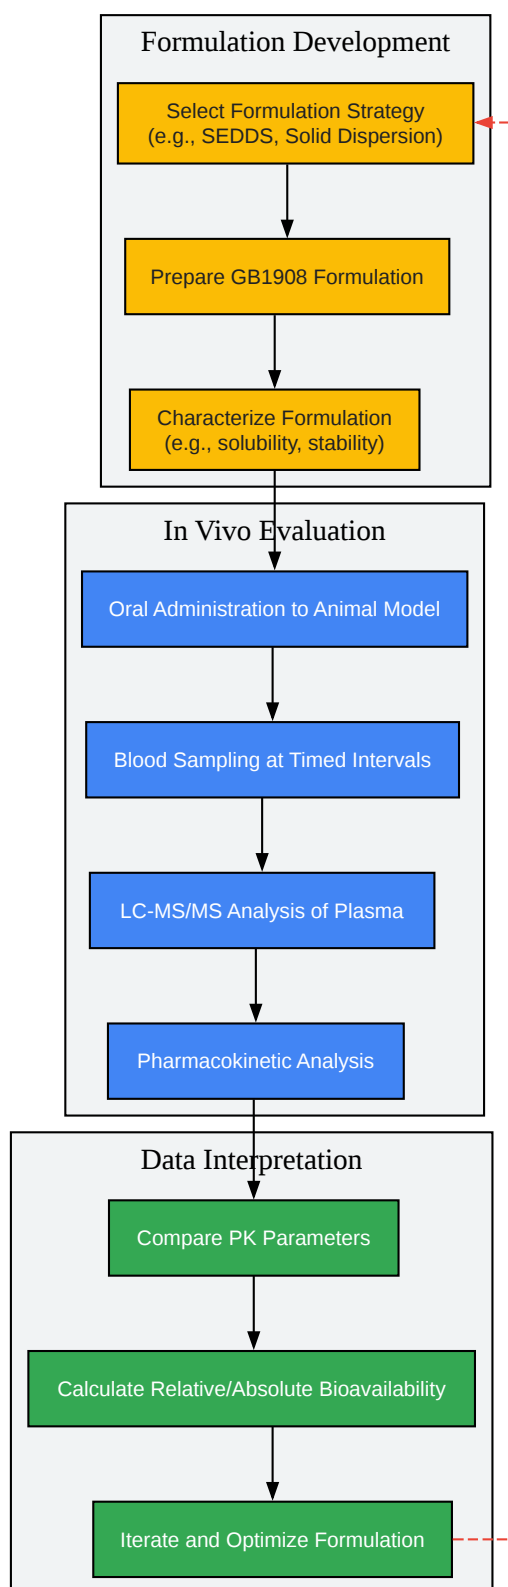 Formulation Development
Select Formulation Strategy
(e.g., SEDDS, Solid Dispersion)
Prepare GB1908 Formulation
Characterize Formulation
(e.g., solubility, stability)
In Vivo Evaluation
Oral Administration to Animal Model
Blood Sampling at Timed Intervals
LC-MS/MS Analysis of Plasma
Pharmacokinetic Analysis
Data Interpretation
Compare PK Parameters
Calculate Relative/Absolute Bioavailability
Iterate and Optimize Formulation